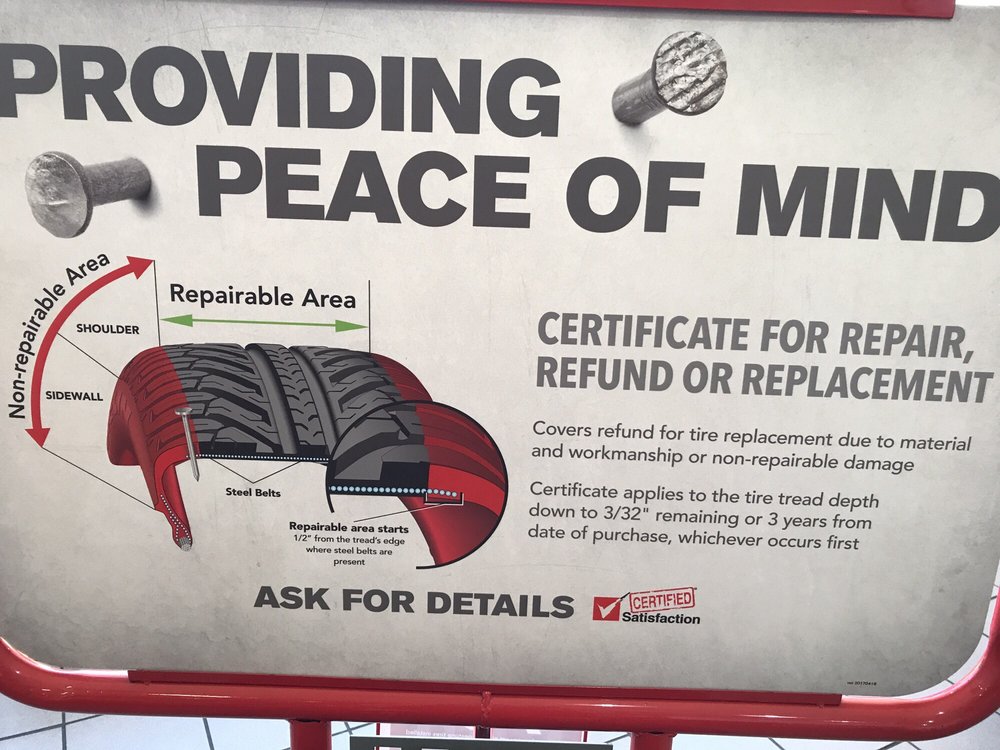 PROVIDING
PEACE OF MIND
Non-repairable Area
SHOULDER
SIDEWALL
Repairable Area
Steel Belts
Repairable area starts
1/2" from the tread's edge
where steel belts are
present
CERTIFICATE FOR REPAIR,
REFUND OR REPLACEMENT
Covers refund for tire replacement due to material
and workmanship or non-repairable damage
Certificate applies to the tire tread depth
down to 3/32" remaining or 3 years from
date of purchase, whichever occurs first
ASK FOR DETAILS
CERTIFIED
Satisfaction